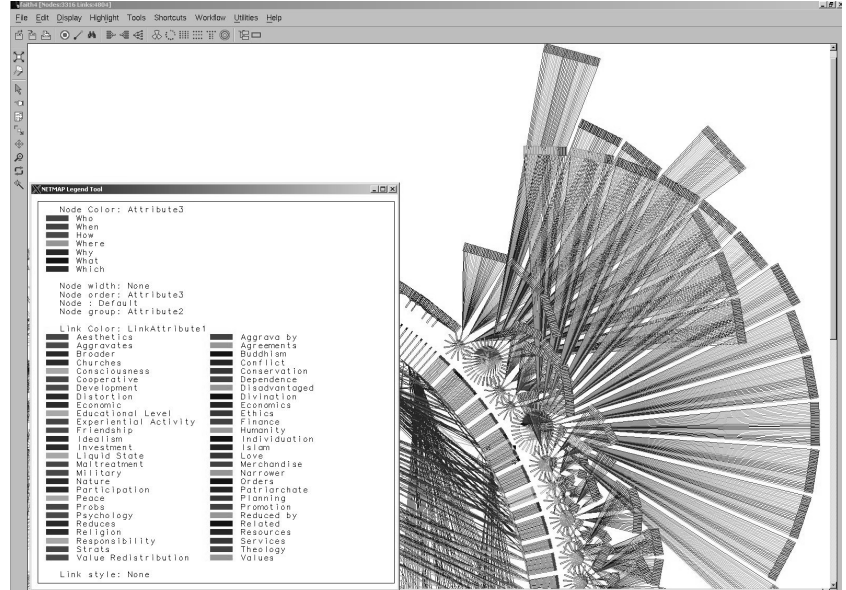 faith4 [Nodes:3316 Links:4804]
File Edit Display Highlight Tools Shortcuts Workflow Utilities Help
NETMAP Legend Tool
Node Color: Attribute3
Who
When
How
Where
Why
What
Which
Node width: None
Node order: Attribute3
Node : Default
Node group: Attribute2
Link Color: LinkAttribute1
Aesthetics Aggrava by
Aggravates Agreements
Broader Buddhism
Churches Conflict
Consciousness Conservation
Cooperative Dependence
Development Disadvantaged
Distortion Divination
Economic Economics
Educational Level Ethics
Experiential Activity Finance
Friendship Humanity
Idealism Individuation
Investment Islam
Liquid State Love
Maltreatment Merchandise
Military Narrower
Nature Orders
Participation Patriarchate
Peace Planning
Probs Promotion
Psychology Reduced by
Reduces Related
Religion Resources
Responsibility Services
Strats Theology
Value Redistribution Values
Link style: None